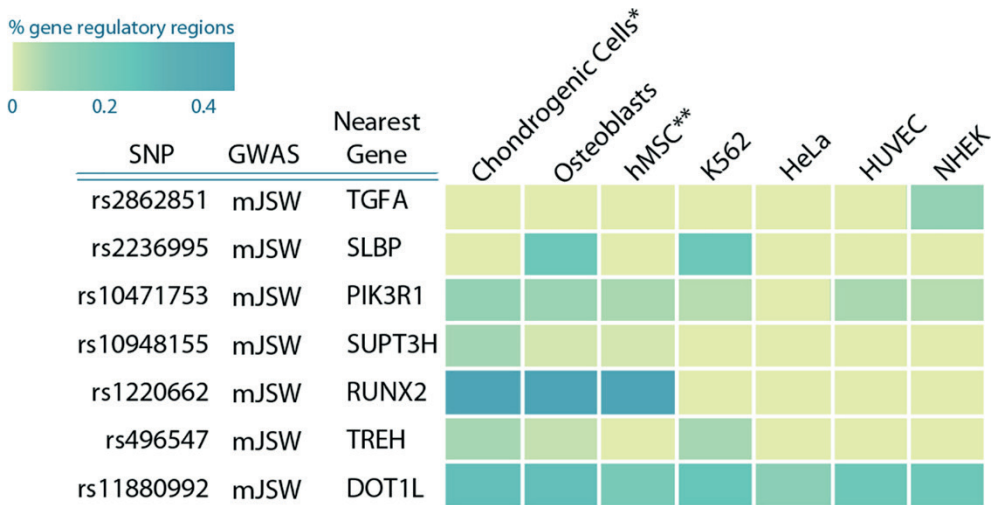 % gene regulatory regions
0 0.2 0.4
Chondrogenic Cells*
Osteoblasts
hMSC**
K562
HeLa
HUVEC
NHEK
SNP GWAS Nearest Gene
rs2862851 mJSW TGFA
rs2236995 mJSW SLBP
rs10471753 mJSW PIK3R1
rs10948155 mJSW SUPT3H
rs1220662 mJSW RUNX2
rs496547 mJSW TREH
rs11880992 mJSW DOT1L